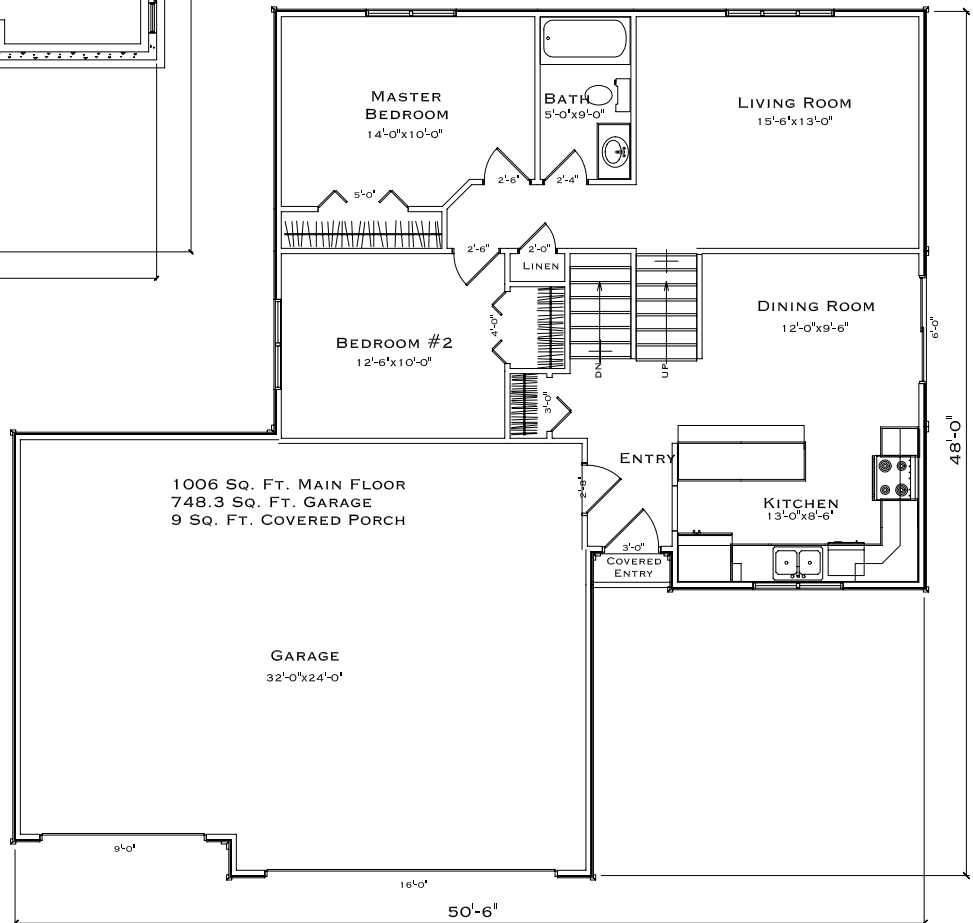 MASTER
BEDROOM
14'-0"x10'-0"
BATH
5'-0"x9'-0"
LIVING ROOM
15'-6"x13'-0"
5'-0"
2'-6"
2'-4"
2'-6"
2'-0"
LINEN
BEDROOM #2
12'-6"x10'-0"
4'-0"
DN
UP
DINING ROOM
12'-0"x9'-6"
6'-0"
3'-0"
48'-0"
ENTRY
KITCHEN
13'-0"x8'-6"
2'-8"
3'-0"
COVERED
ENTRY
1006 SQ. FT. MAIN FLOOR
748.3 SQ. FT. GARAGE
9 SQ. FT. COVERED PORCH
GARAGE
32'-0"x24'-0"
9'-0"
16'-0"
50'-6"